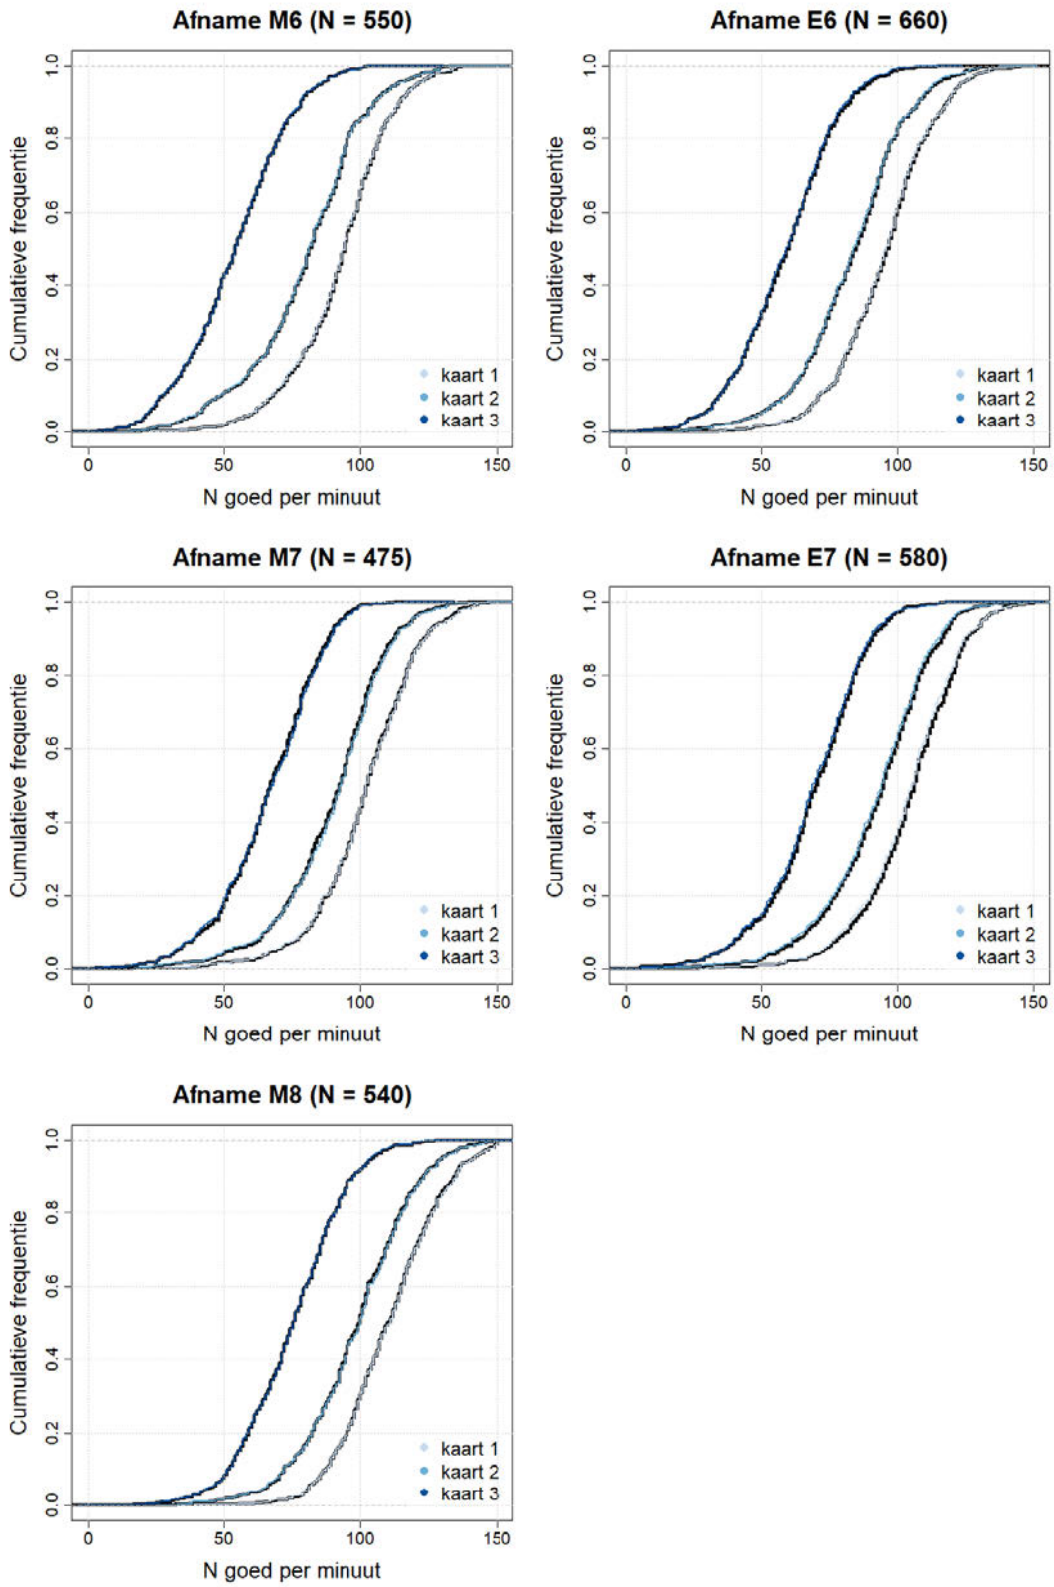 Afname M6 (N = 550)
Cumulatieve frequentie
1.0
0.8
0.6
0.4
0.2
0.0
kaart 1
kaart 2
kaart 3
0 50 100 150
N goed per minuut
Afname E6 (N = 660)
Cumulatieve frequentie
1.0
0.8
0.6
0.4
0.2
0.0
kaart 1
kaart 2
kaart 3
0 50 100 150
N goed per minuut
Afname M7 (N = 475)
Cumulatieve frequentie
1.0
0.8
0.6
0.4
0.2
0.0
kaart 1
kaart 2
kaart 3
0 50 100 150
N goed per minuut
Afname E7 (N = 580)
Cumulatieve frequentie
1.0
0.8
0.6
0.4
0.2
0.0
kaart 1
kaart 2
kaart 3
0 50 100 150
N goed per minuut
Afname M8 (N = 540)
Cumulatieve frequentie
1.0
0.8
0.6
0.4
0.2
0.0
kaart 1
kaart 2
kaart 3
0 50 100 150
N goed per minuut